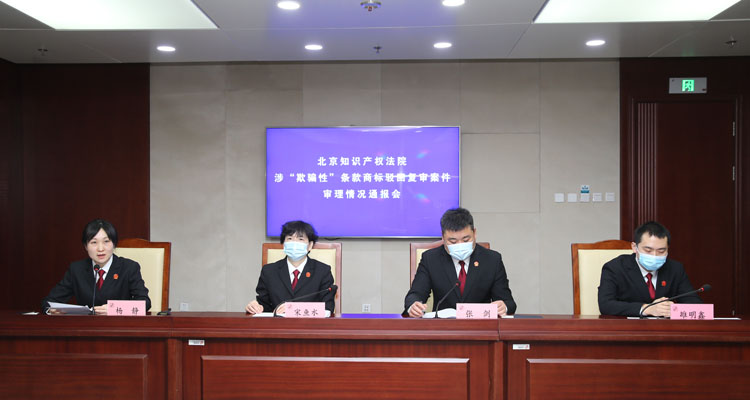 北京知识产权法院
涉“欺骗性”条款商标驳回复审案件
审理情况通报会
杨 静
宋鱼水
张 剑
睢明鑫